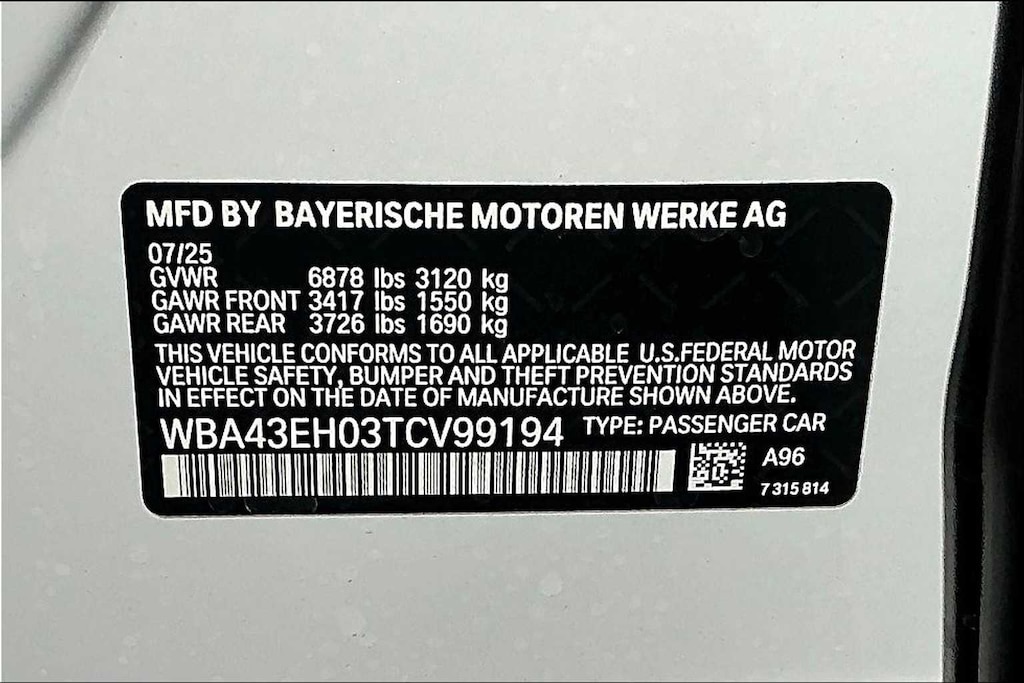 MFD BY BAYERISCHE MOTOREN WERKE AG
07/25
GVWR 6878 lbs 3120 kg
GAWR FRONT 3417 lbs 1550 kg
GAWR REAR 3726 lbs 1690 kg
THIS VEHICLE CONFORMS TO ALL APPLICABLE U.S.FEDERAL MOTOR
VEHICLE SAFETY, BUMPER AND THEFT PREVENTION STANDARDS
IN EFFECT ON THE DATE OF MANUFACTURE SHOWN ABOVE.
WBA43EH03TCV99194 TYPE: PASSENGER CAR
A96
7315814